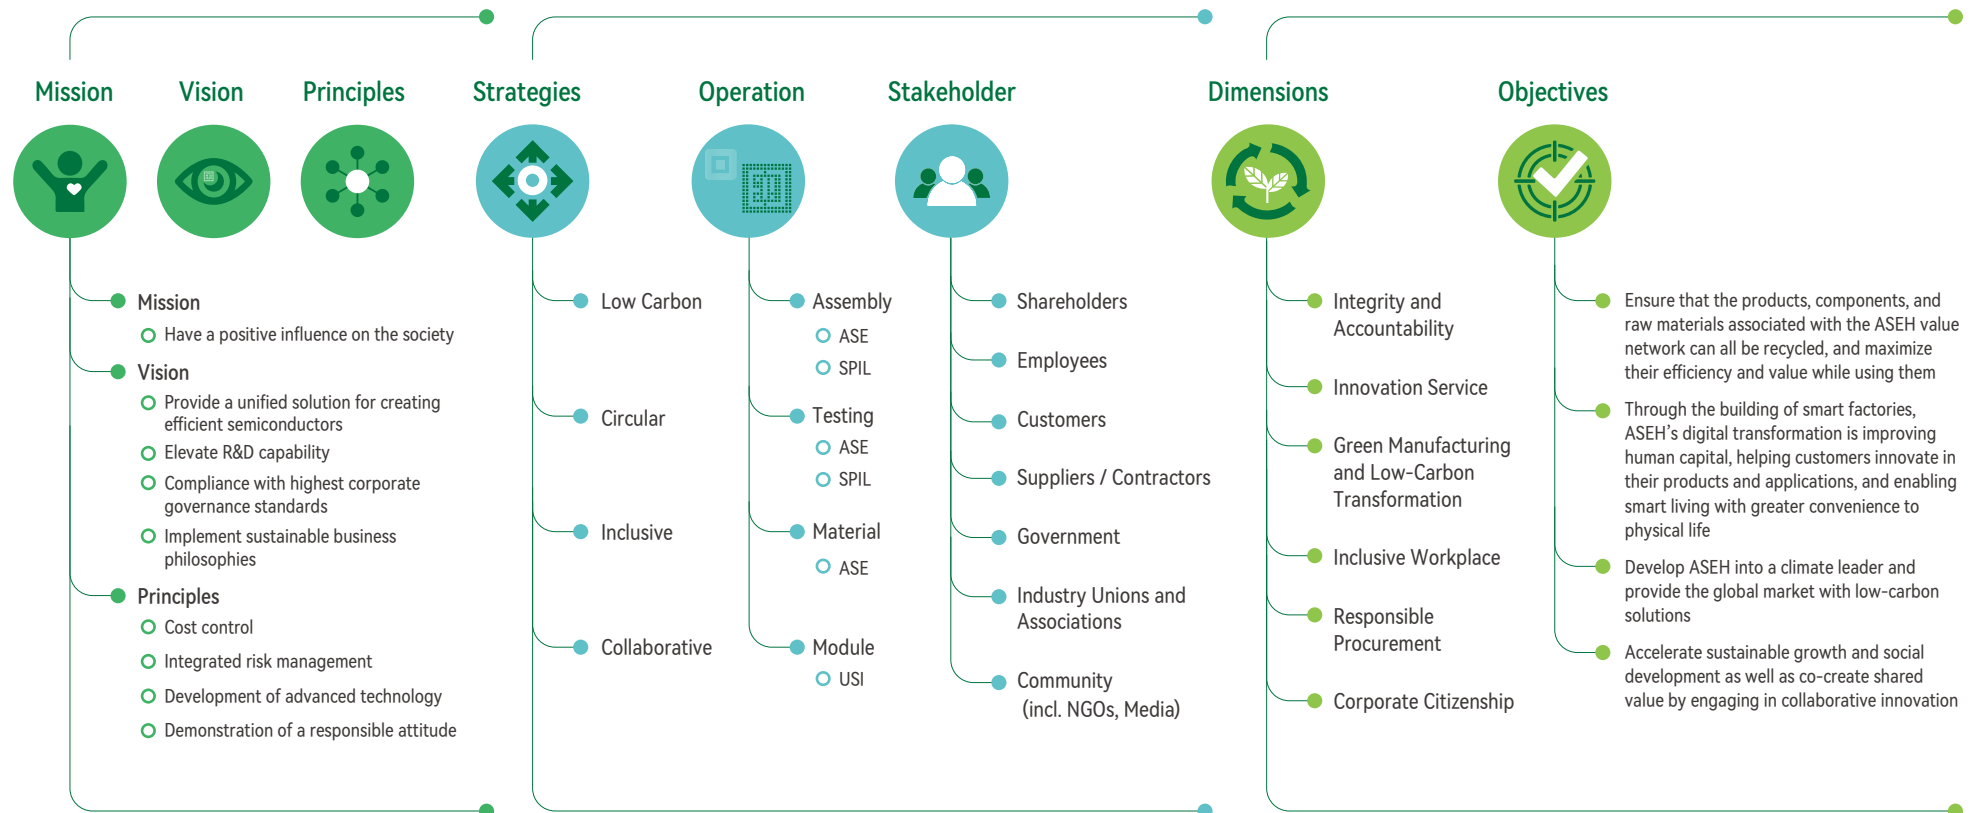 Mission
Vision
Principles
Strategies
Operation
Stakeholder
Dimensions
Objectives
Mission
Have a positive influence on the society
Vision
Provide a unified solution for creating
efficient semiconductors
Elevate R&D capability
Compliance with highest corporate
governance standards
Implement sustainable business
philosophies
Principles
Cost control
Integrated risk management
Development of advanced technology
Demonstration of a responsible attitude
Low Carbon
Circular
Inclusive
Collaborative
Assembly
ASE
SPIL
Testing
ASE
SPIL
Material
ASE
Module
USI
Shareholders
Employees
Customers
Suppliers / Contractors
Government
Industry Unions and
Associations
Community
(incl. NGOs, Media)
Integrity and
Accountability
Innovation Service
Green Manufacturing
and Low-Carbon
Transformation
Inclusive Workplace
Responsible
Procurement
Corporate Citizenship
Ensure that the products, components, and
raw materials associated with the ASEH value
network can all be recycled, and maximize
their efficiency and value while using them
Through the building of smart factories,
ASEH's digital transformation is improving
human capital, helping customers innovate in
their products and applications, and enabling
smart living with greater convenience to
physical life
Develop ASEH into a climate leader and
provide the global market with low-carbon
solutions
Accelerate sustainable growth and social
development as well as co-create shared
value by engaging in collaborative innovation